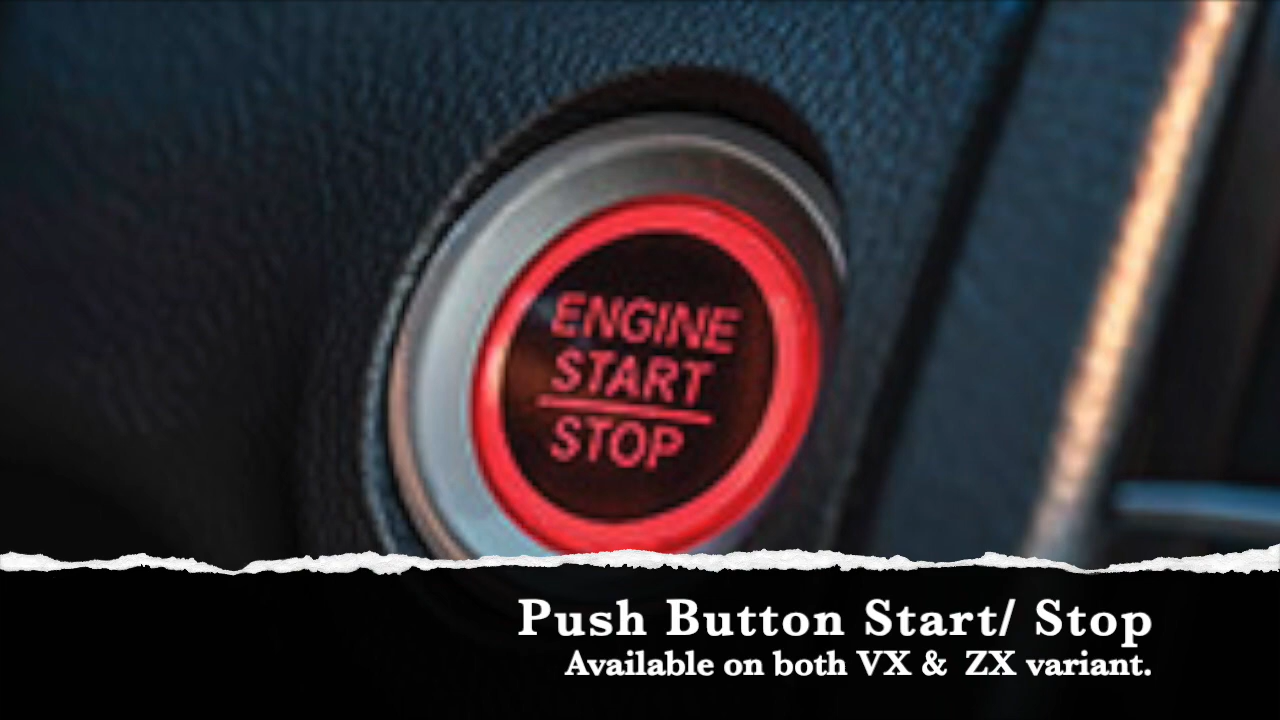 ENGINE
START
STOP
Push Button Start/ Stop
Available on both VX &  ZX variant.